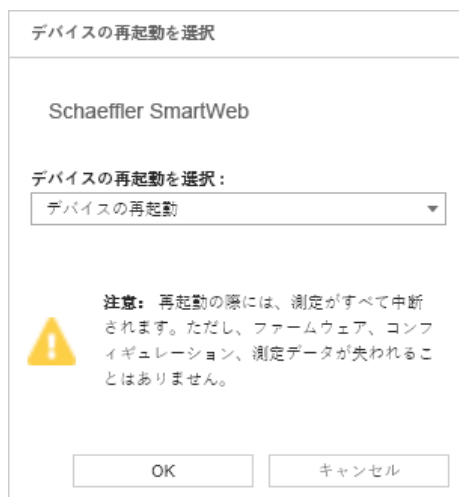 デバイスの再起動を選択
Schaeffler SmartWeb
デバイスの再起動を選択：
デバイスの再起動
注意： 再起動の際には、測定がすべて中断
されます。ただし、ファームウェア、コンフ
ィギュレーション、測定データが失われるこ
とはありません。
OK
キャンセル